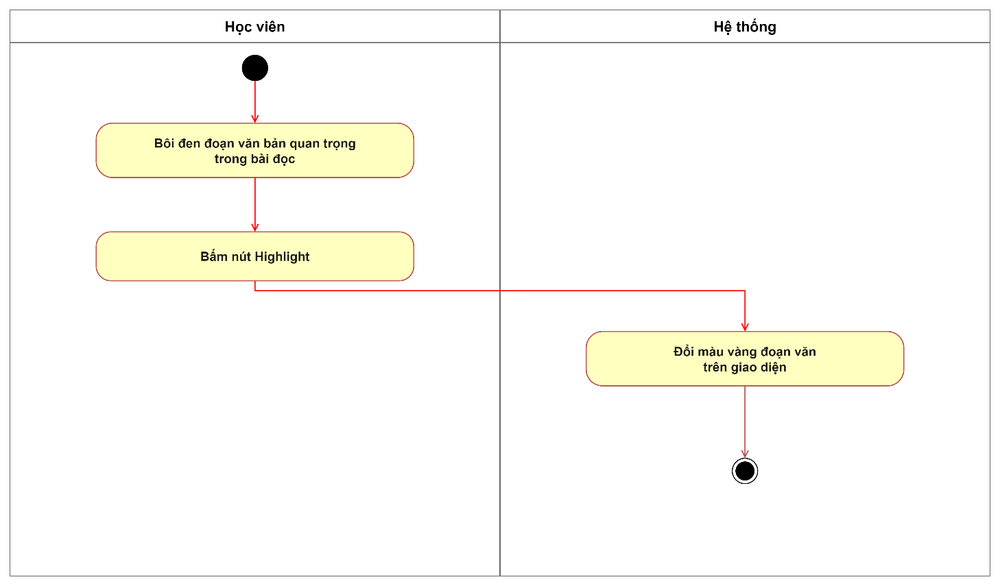 Học viên
Hệ thống
Bôi đen đoạn văn bản quan trọng
trong bài đọc
Bấm nút Highlight
Đổi màu vàng đoạn văn
trên giao diện